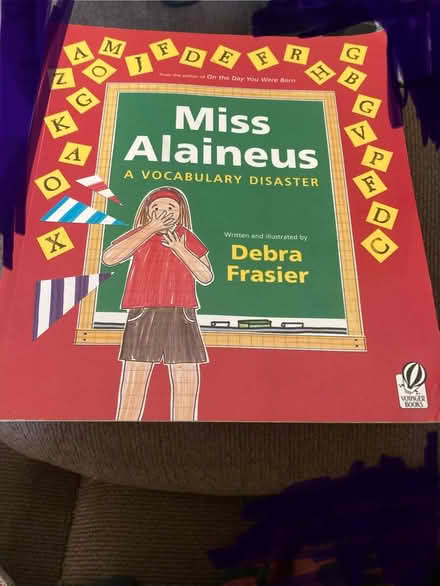 A M J F D E F R G
Z O H B
G G
K V
A P
O F
X D
C
from the author of On the Day You Were Born
Miss
Alaineus
A VOCABULARY DISASTER
Written and illustrated by
Debra
Frasier
VOYAGER
BOOKS